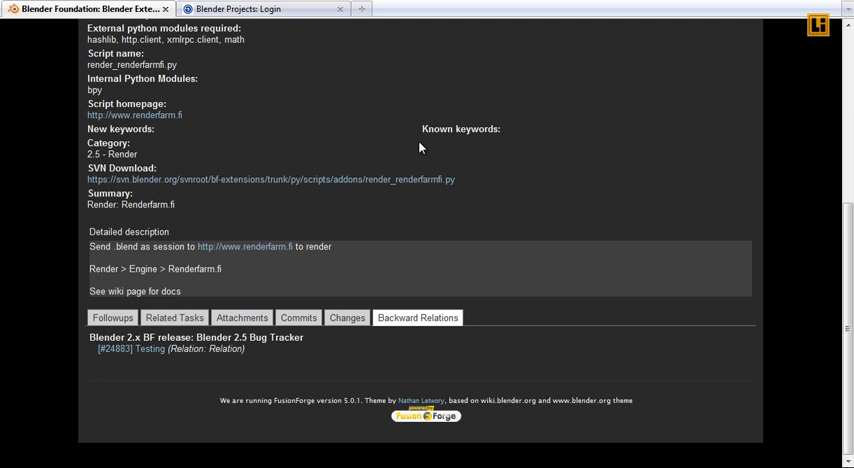 Blender Foundation: Blender Exte...
Blender Projects: Login
Li
External python modules required:
hashlib, http.client, xmlrpc.client, math
Script name:
render_renderfarmfi.py
Internal Python Modules:
bpy
Script homepage:
http://www.renderfarm.fi
New keywords:
Known keywords:
Category:
2.5 - Render
SVN Download:
https://svn.blender.org/svnroot/bf-extensions/trunk/py/scripts/addons/render_renderfarmfi.py
Summary:
Render: Renderfarm.fi
Detailed description
Send .blend as session to http://www.renderfarm.fi to render
Render > Engine > Renderfarm.fi
See wiki page for docs
Followups Related Tasks Attachments Commits Changes Backward Relations
Blender 2.x BF release: Blender 2.5 Bug Tracker
[#24883] Testing (Relation: Relation)
We are running FusionForge version 5.0.1. Theme by Nathan Letwory, based on wiki.blender.org and www.blender.org theme
powered by
Fusion Forge